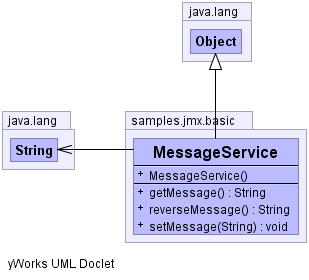 java.lang
Object
java.lang
String
samples.jmx.basic
MessageService
+ MessageService()
+ getMessage() : String
+ reverseMessage() : String
+ setMessage(String) : void
yWorks UML Doclet